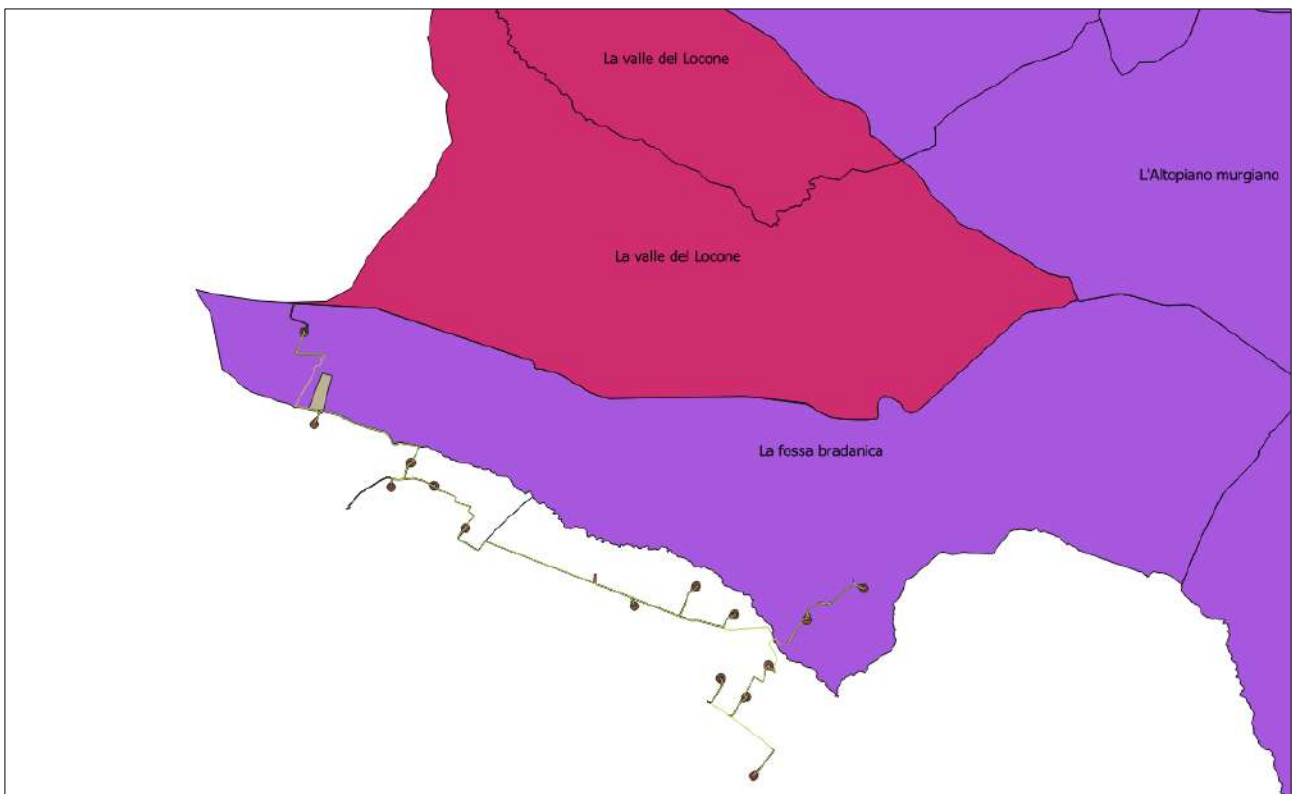 La valle del Locone
L'Altopiano murgiano
La valle del Locone
La fossa bradanica